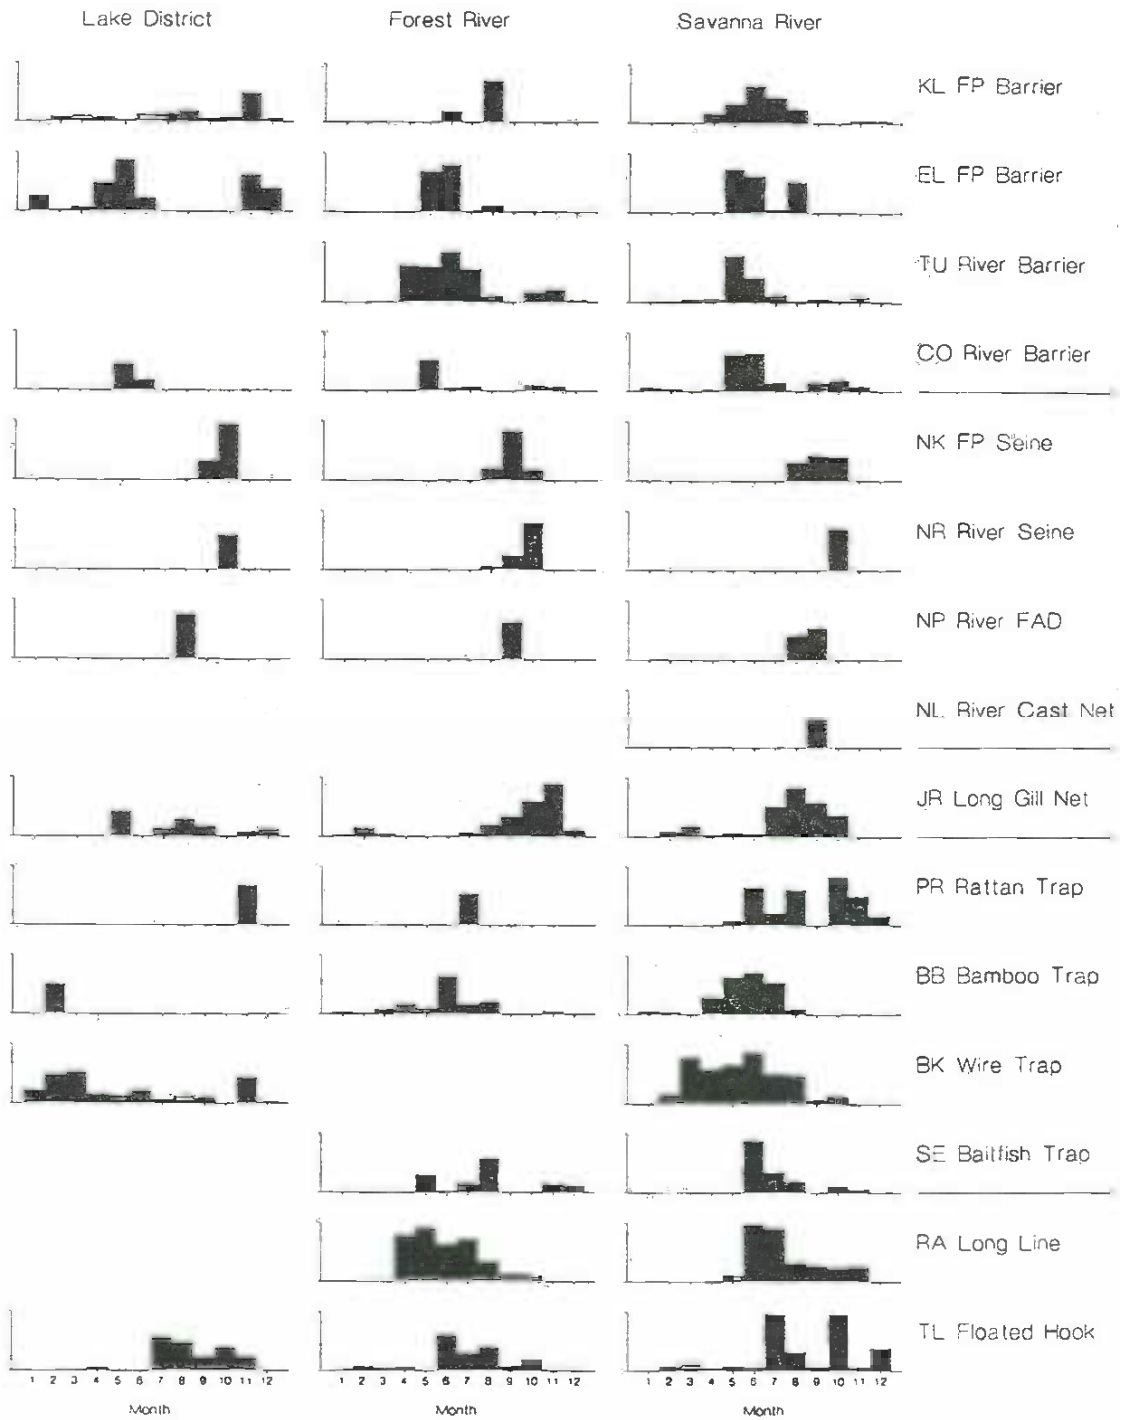 Lake District Forest River Savanna River
KL FP Barrier
EL FP Barrier
TU River Barrier
CO River Barrier
NK FP Seine
NR River Seine
NP River FAD
NL River Cast Net
JR Long Gill Net
PR Rattan Trap
BB Bamboo Trap
BK Wire Trap
SE Baitfish Trap
RA Long Line
TL Floated Hook
1 2 3 4 5 6 7 8 9 10 11 12 1 2 3 4 5 6 7 8 9 10 11 12 1 2 3 4 5 6 7 8 9 10 11 12
Month Month Month